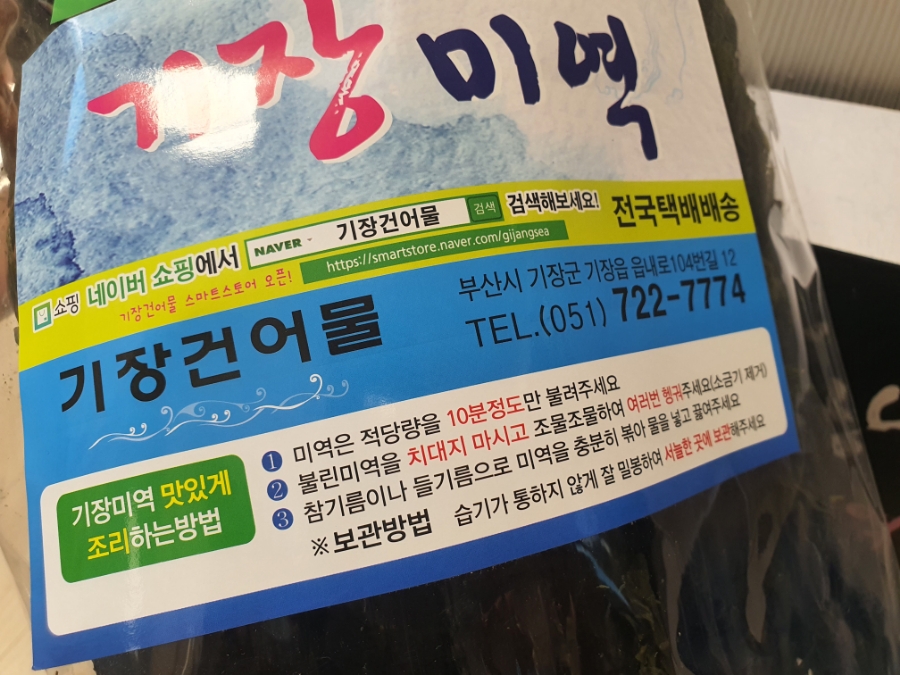 기장 미역
쇼핑 네이버 쇼핑에서 NAVER 기장건어물 검색 검색해보세요! 전국택배배송
기장건어물 스마트스토어 오픈! https://smartstore.naver.com/gijangsea
기장건어물
부산시 기장군 기장읍 읍내로104번길 12
TEL.(051) 722-7774
기장미역 맛있게
조리하는방법
1 미역은 적당량을 10분정도만 불려주세요
2 불린미역을 치대지 마시고 조물조물하여 여러번 헹궈주세요(소금기 제거)
3 참기름이나 들기름으로 미역을 충분히 볶아 물을 넣고 끓여주세요
※보관방법 습기가 통하지 않게 잘 밀봉하여 서늘한 곳에 보관해주세요